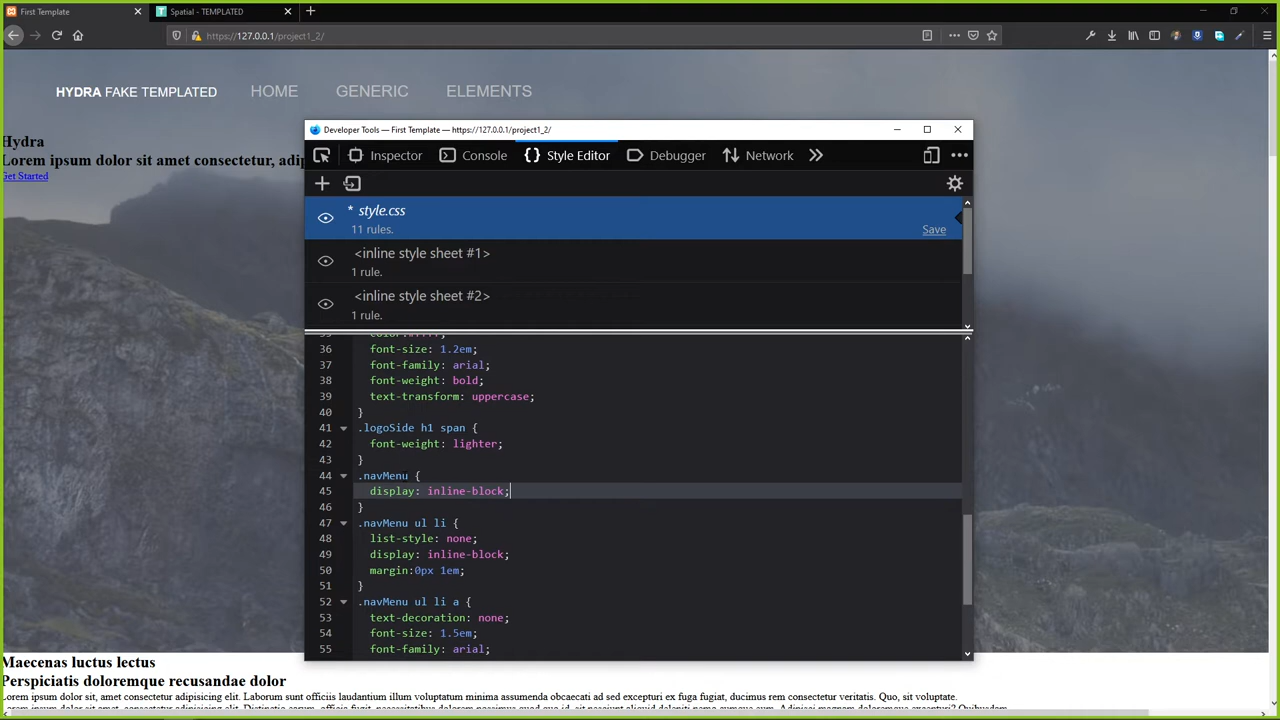 First Template
Spatial - TEMPLATED
https://127.0.0.1/project1_2/
HYDRA FAKE TEMPLATED
HOME
GENERIC
ELEMENTS
Hydra
Lorem ipsum dolor sit amet consectetur, adip
Get Started
Developer Tools — First Template — https://127.0.0.1/project1_2/
Inspector
Console
{} Style Editor
Debugger
Network
* style.css
11 rules.
Save
<inline style sheet #1>
1 rule.
<inline style sheet #2>
1 rule.
36 font-size: 1.2em;
37 font-family: arial;
38 font-weight: bold;
39 text-transform: uppercase;
40 }
41 .logoSide h1 span {
42 font-weight: lighter;
43 }
44 .navMenu {
45 display: inline-block;
46 }
47 .navMenu ul li {
48 list-style: none;
49 display: inline-block;
50 margin:0px 1em;
51 }
52 .navMenu ul li a {
53 text-decoration: none;
54 font-size: 1.5em;
55 font-family: arial;
Maecenas luctus lectus
Perspiciatis doloremque recusandae dolor
Lorem ipsum dolor sit, amet consectetur adipisicing elit. Laborum sunt officiis laudantium illum voluptatum minima assumenda obcaecati ad sed excepturi ex fuga fugiat, ducimus rem consectetur veritatis. Quo, sit voluptate.